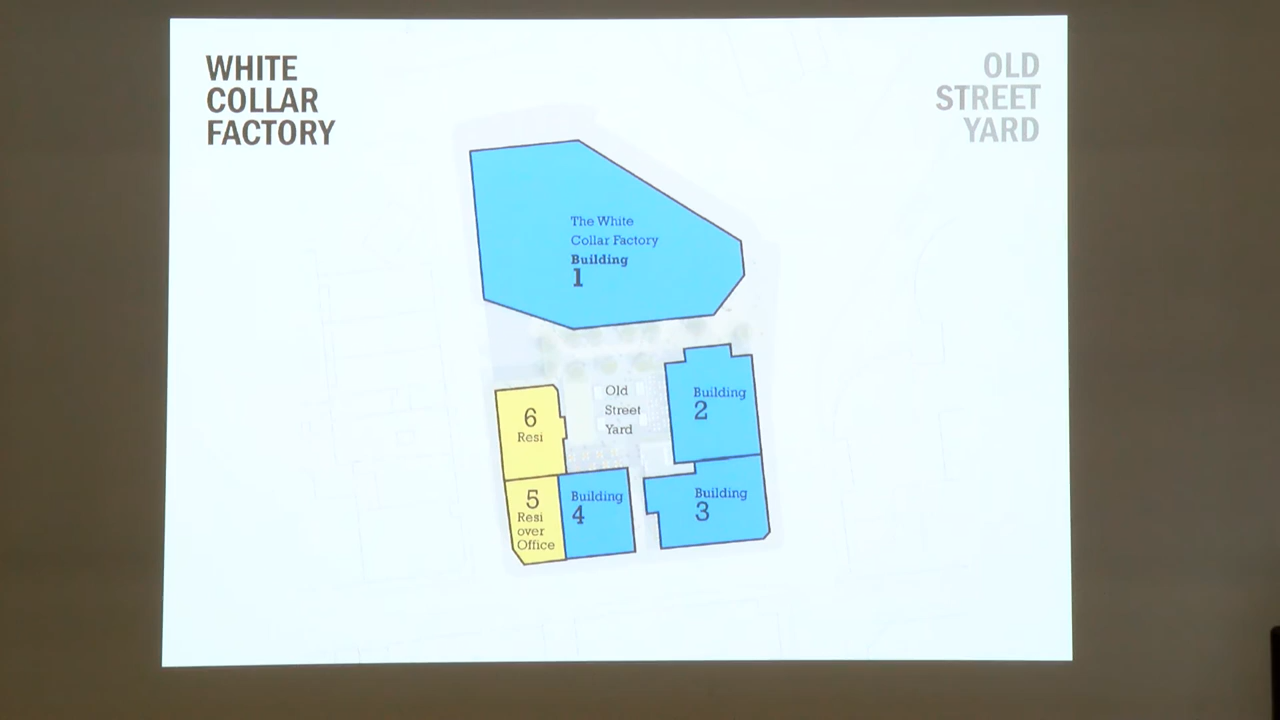 WHITE
COLLAR
FACTORY
OLD
STREET
YARD
The White
Collar Factory
Building
1
Old
Street
Yard
Building
2
6
Resi
5
Resi
over
Office
Building
4
Building
3